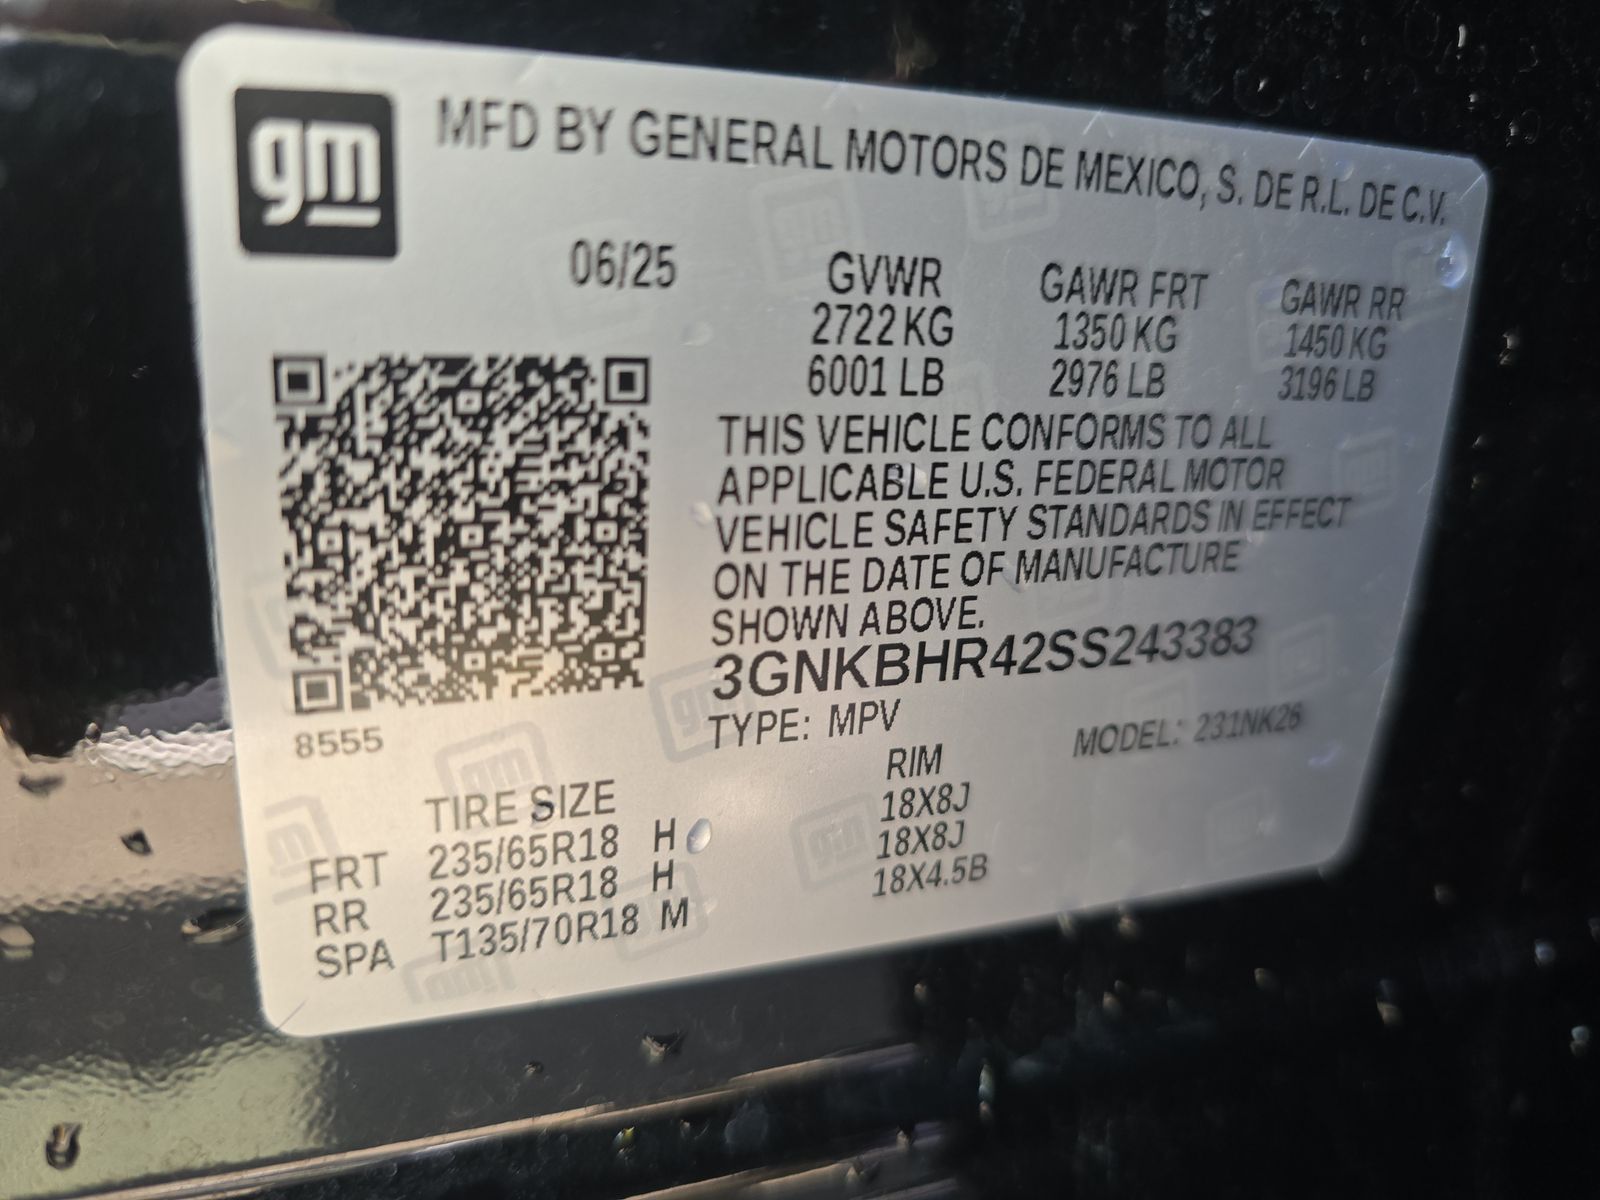 gm
MFD BY GENERAL MOTORS DE MEXICO, S. DE R.L. DE C.V.
06/25
GVWR GAWR FRT GAWR RR
2722 KG 1350 KG 1450 KG
6001 LB 2976 LB 3196 LB
THIS VEHICLE CONFORMS TO ALL
APPLICABLE U.S. FEDERAL MOTOR
VEHICLE SAFETY STANDARDS IN EFFECT
ON THE DATE OF MANUFACTURE
SHOWN ABOVE.
3GNKBHR42SS243383
8555
TYPE: MPV MODEL: 231NK26
TIRE SIZE RIM
FRT 235/65R18 H 18X8J
RR 235/65R18 H 18X8J
SPA T135/70R18 M 18X4.5B